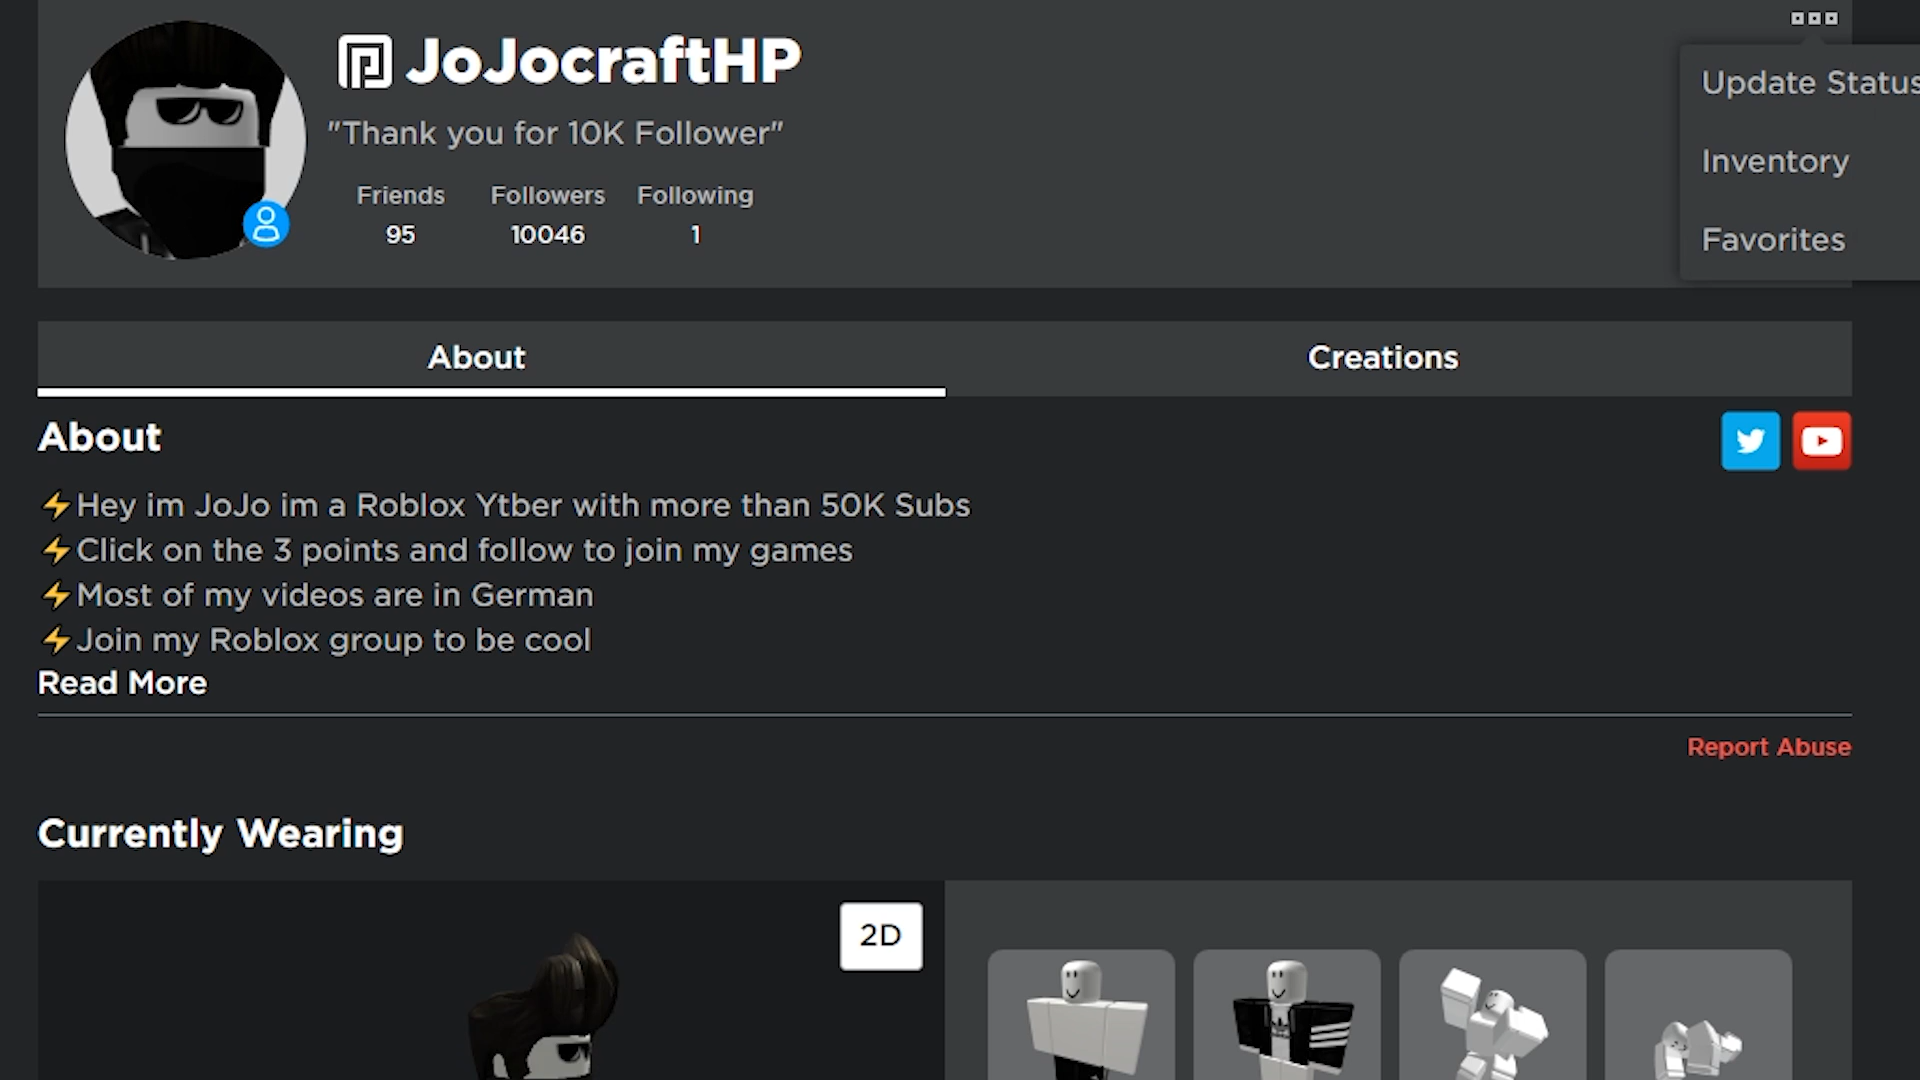 JoJocraftHP
"Thank you for 10K Follower"
Friends Followers Following
95 10046 1
Update Status
Inventory
Favorites
About Creations
About
⚡Hey im JoJo im a Roblox Ytber with more than 50K Subs
⚡Click on the 3 points and follow to join my games
⚡Most of my videos are in German
⚡Join my Roblox group to be cool
Read More
Report Abuse
Currently Wearing
2D